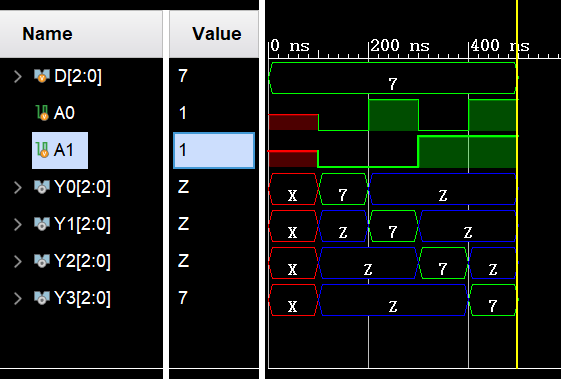 Name Value 0 ns 200 ns 400 ns
D[2:0] 7 7
A0 1
A1 1
Y0[2:0] Z X 7 Z
Y1[2:0] Z X Z 7 Z
Y2[2:0] Z X Z 7 Z
Y3[2:0] 7 X Z 7